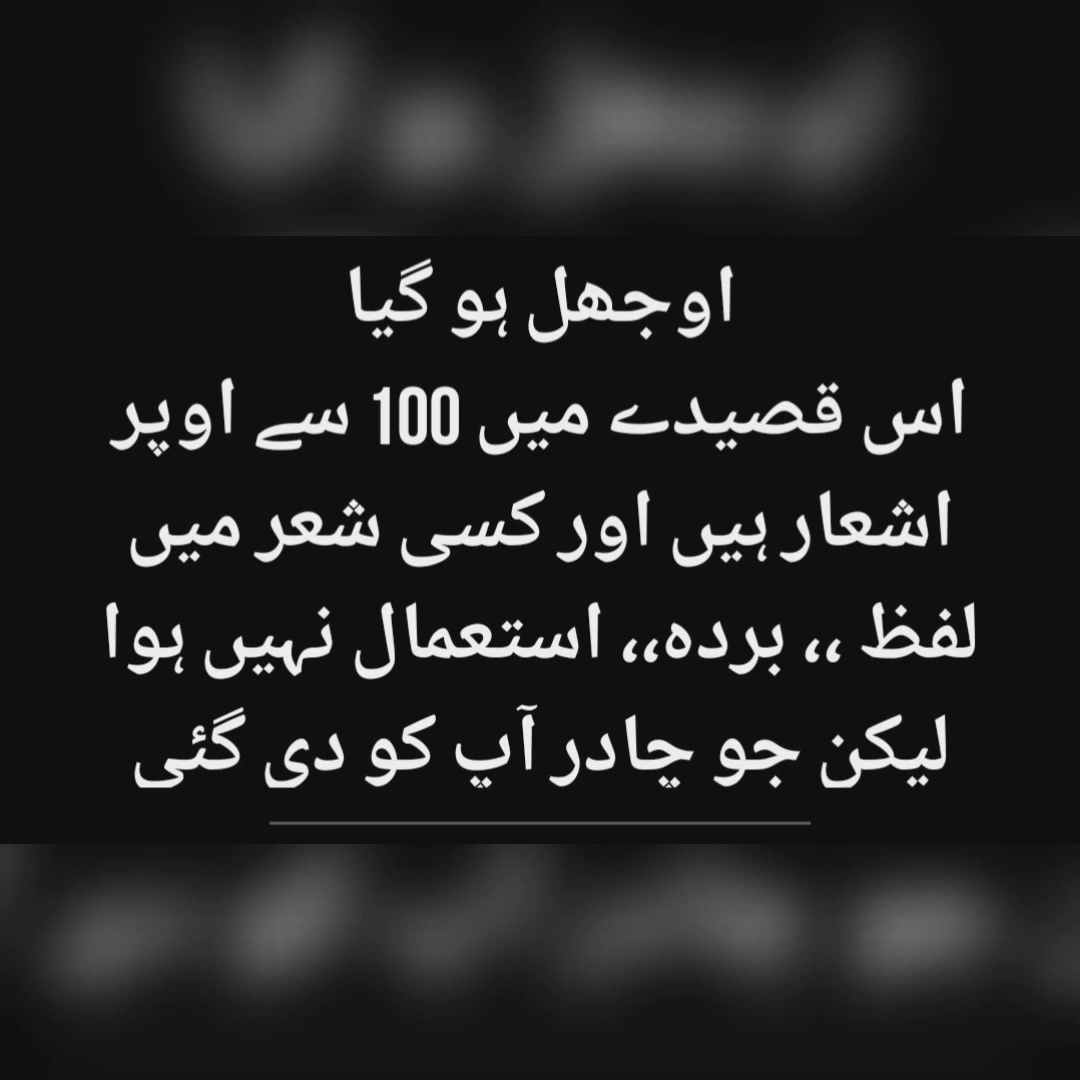 اوجھل ہو گیا
اس قصیدے میں 100 سے اوپر
اشعار ہیں اور کسی شعر میں
لفظ ،، بردہ،، استعمال نہیں ہوا
لیکن جو چادر آپ کو دی گئی